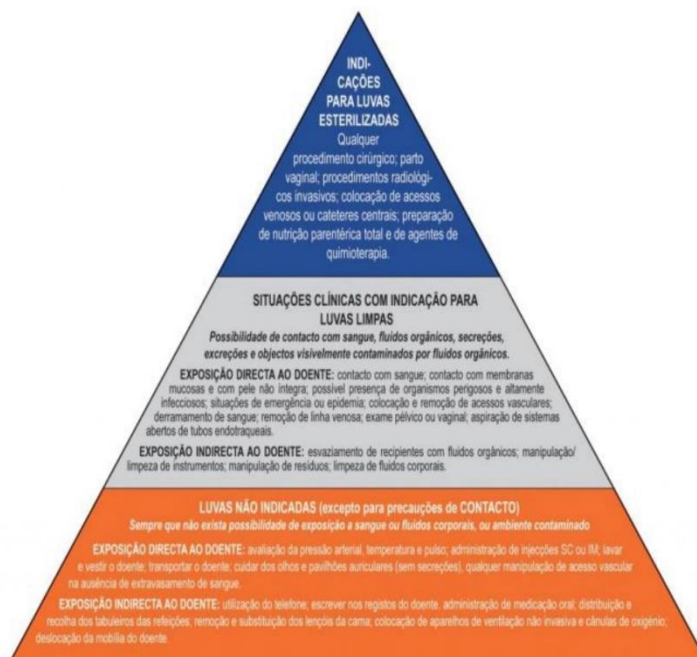 INDI-
CAÇÕES
PARA LUVAS
ESTERILIZADAS
Qualquer
procedimento cirúrgico; parto
vaginal; procedimentos radiológi-
cos invasivos; colocação de acessos
venosos ou cateteres centrais; preparação
de nutrição parentérica total e de agentes de
quimioterapia.
SITUAÇÕES CLÍNICAS COM INDICAÇÃO PARA
LUVAS LIMPAS
Possibilidade de contacto com sangue, fluidos orgânicos, secreções,
excreções e objectos visivelmente contaminados por fluidos orgânicos.
EXPOSIÇÃO DIRECTA AO DOENTE: contacto com sangue; contacto com membranas
mucosas e com pele não íntegra; possível presença de organismos perigosos e altamente
infecciosos; situações de emergência ou epidemia; colocação e remoção de acessos vasculares;
derramamento de sangue; remoção de linha venosa; exame pélvico ou vaginal; aspiração de sistemas
abertos de tubos endotraqueais.
EXPOSIÇÃO INDIRECTA AO DOENTE: esvaziamento de recipientes com fluidos orgânicos; manipulação/
limpeza de instrumentos; manipulação de resíduos; limpeza de fluidos corporais.
LUVAS NÃO INDICADAS (excepto para precauções de CONTACTO)
Sempre que não exista possibilidade de exposição a sangue ou fluidos corporais, ou ambiente contaminado
EXPOSIÇÃO DIRECTA AO DOENTE: avaliação da pressão arterial, temperatura e pulso; administração de injecções SC ou IM; lavar
e vestir o doente; transportar o doente; cuidar dos olhos e pavilhões auriculares (sem secreções), qualquer manipulação de acesso vascular
na ausência de extravasamento de sangue.
EXPOSIÇÃO INDIRECTA AO DOENTE: utilização do telefone; escrever nos registos do doente, administração de medicação oral; distribuição e
recolha dos tabuleiros das refeições; remoção e substituição dos lençóis da cama; colocação de aparelhos de ventilação não invasiva e cânulas de oxigénio;
deslocação da mobília do doente.